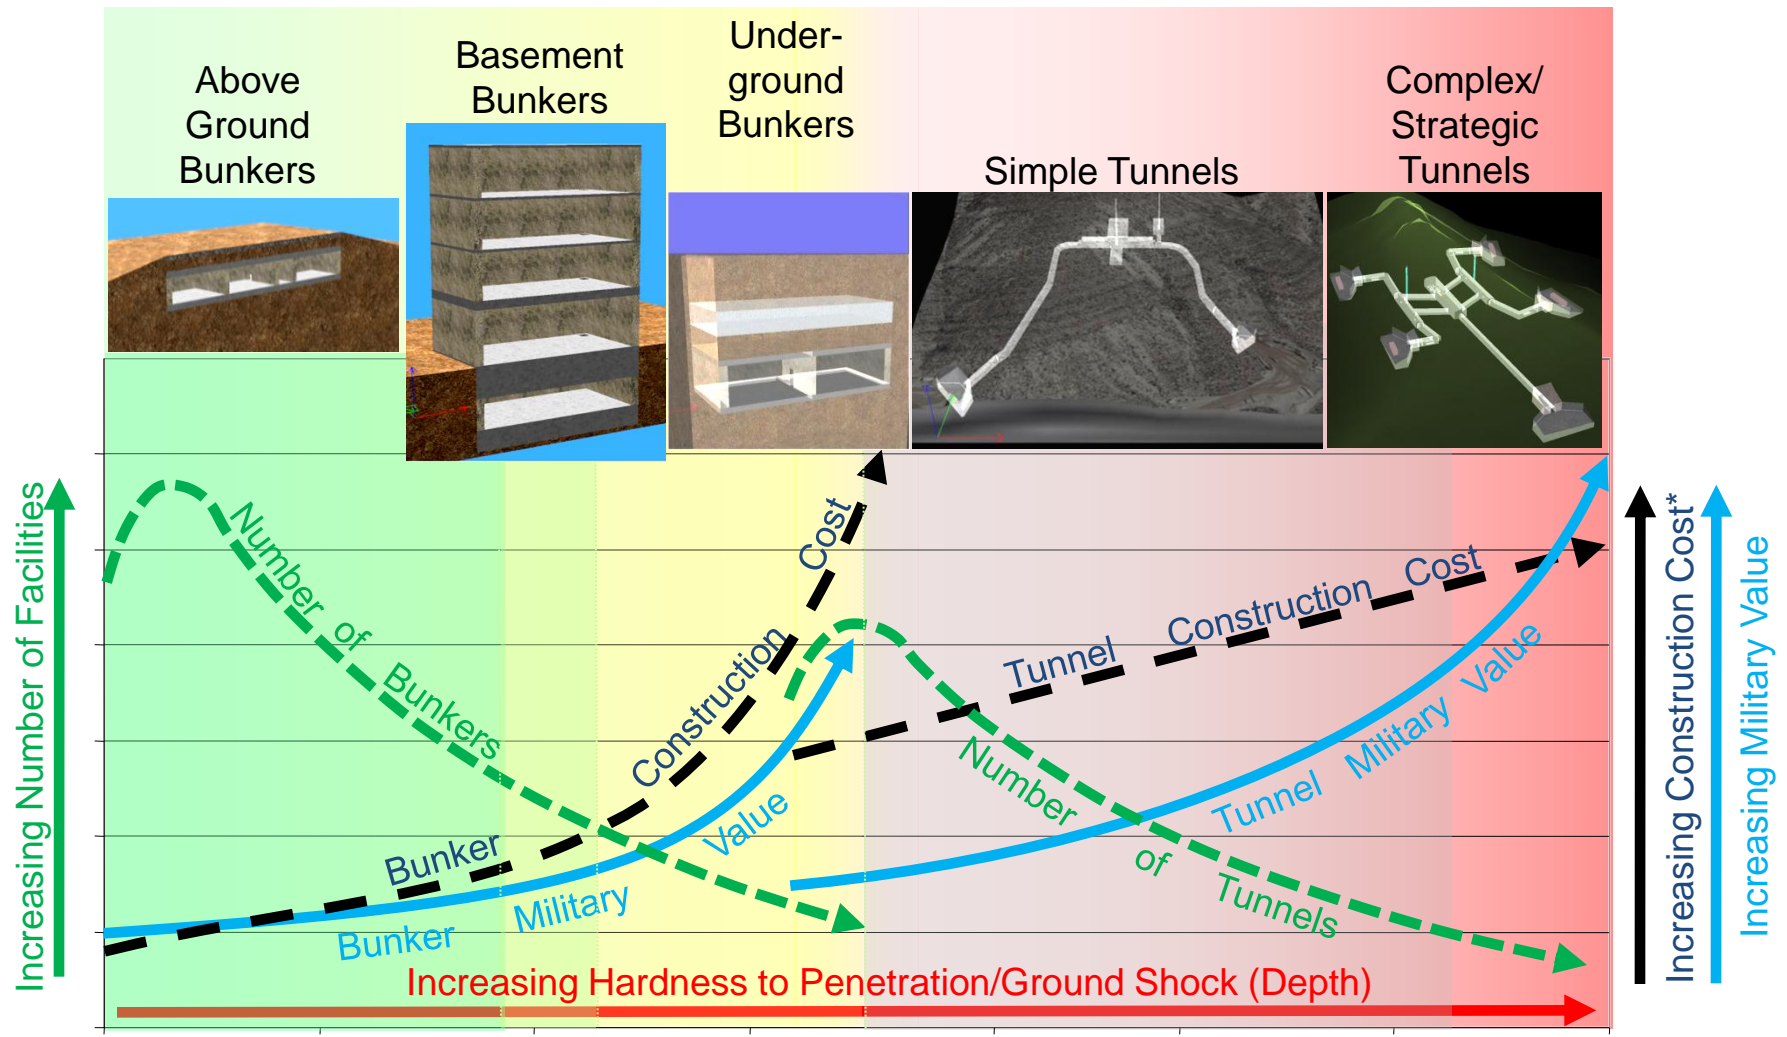 Above
Ground
Bunkers
Basement
Bunkers
Under-
ground
Bunkers
Simple Tunnels
Complex/
Strategic
Tunnels
Increasing Number of Facilities
Number of Bunkers
Bunker Construction Cost
Bunker Military Value
Tunnel Construction Cost
Number of Tunnels
Tunnel Military Value
Increasing Hardness to Penetration/Ground Shock (Depth)
Increasing Construction Cost*
Increasing Military Value